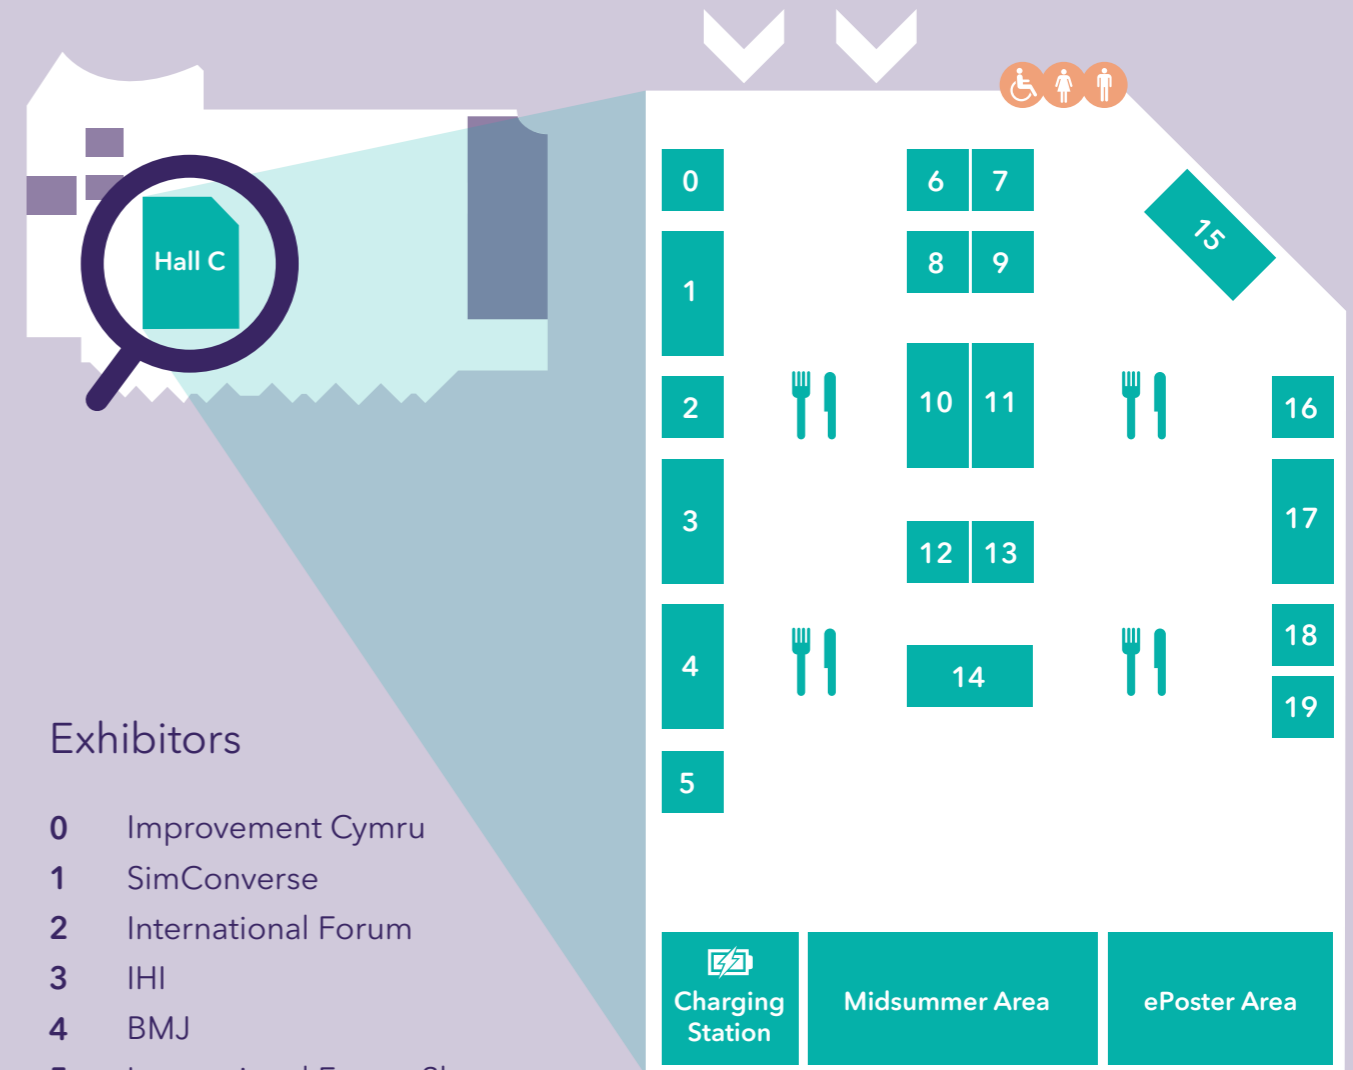 Hall C
0
6 7
15
1
8 9
2
10 11
16
3
17
12 13
4
14
18
19
5
Exhibitors
0 Improvement Cymru
1 SimConverse
2 International Forum
3 IHI
4 BMJ
Charging
Station
Midsummer Area
ePoster Area